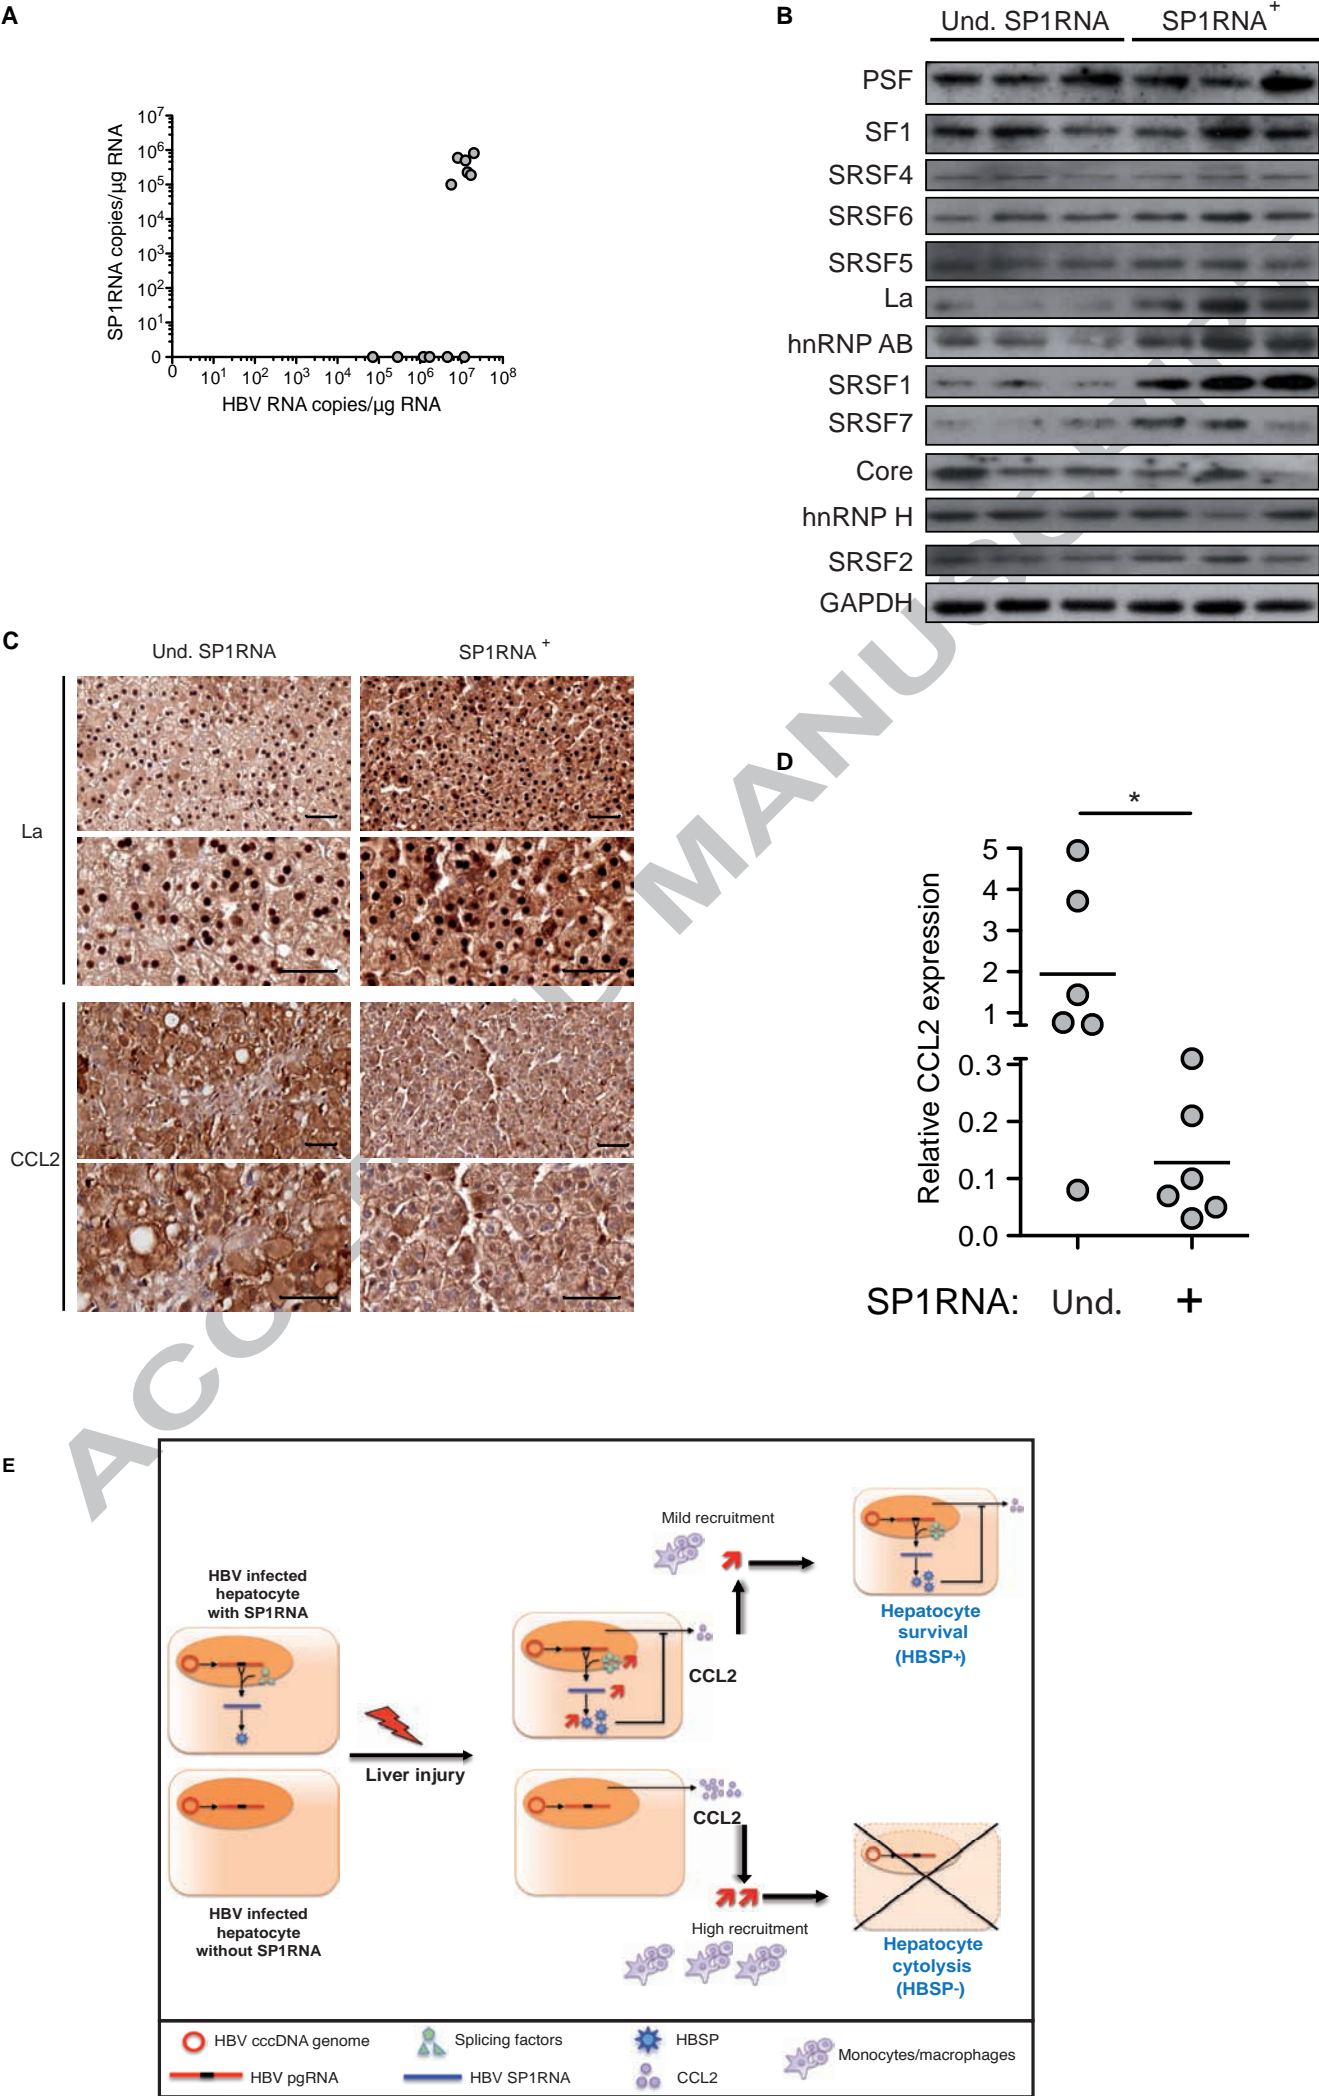 A
SP1RNA copies/µg RNA
10⁷
10⁶
10⁵
10⁴
10³
10²
10¹
0
0 10¹ 10² 10³ 10⁴ 10⁵ 10⁶ 10⁷ 10⁸
HBV RNA copies/µg RNA
B
Und. SP1RNA SP1RNA⁺
PSF
SF1
SRSF4
SRSF6
SRSF5
La
hnRNP AB
SRSF1
SRSF7
Core
hnRNP H
SRSF2
GAPDH
C
Und. SP1RNA SP1RNA⁺
La
CCL2
D
*
Relative CCL2 expression
5
4
3
2
1
0.3
0.2
0.1
0.0
SP1RNA: Und. +
E
HBV infected
hepatocyte
with SP1RNA
Liver injury
HBV infected
hepatocyte
without SP1RNA
Mild recruitment
CCL2
Hepatocyte
survival
(HBSP+)
CCL2
High recruitment
Hepatocyte
cytolysis
(HBSP-)
HBV cccDNA genome
Splicing factors
HBSP
Monocytes/macrophages
HBV pgRNA
HBV SP1RNA
CCL2